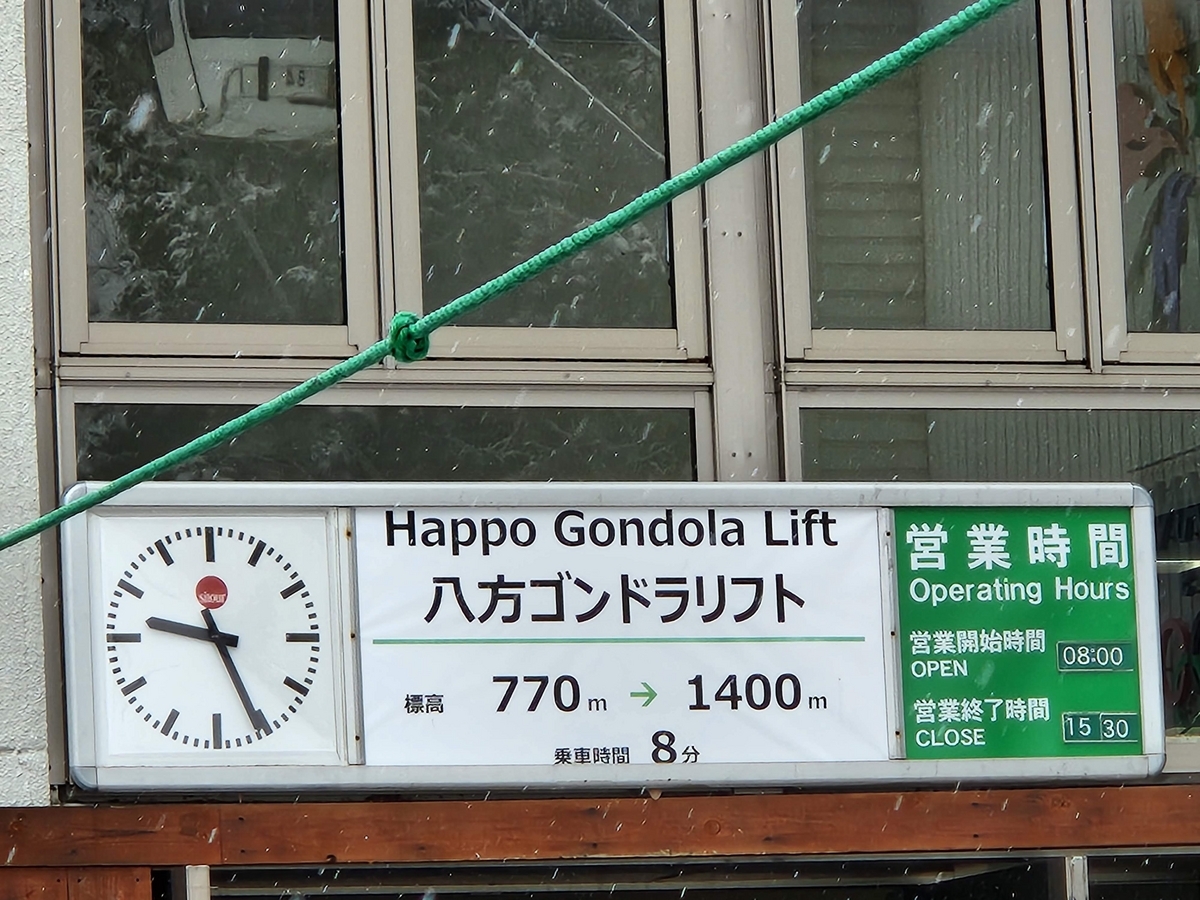 Happo Gondola Lift
八方ゴンドラリフト
標高 770m → 1400m
乗車時間 8分
営業時間
Operating Hours
営業開始時間
OPEN
08:00
営業終了時間
CLOSE
15 30